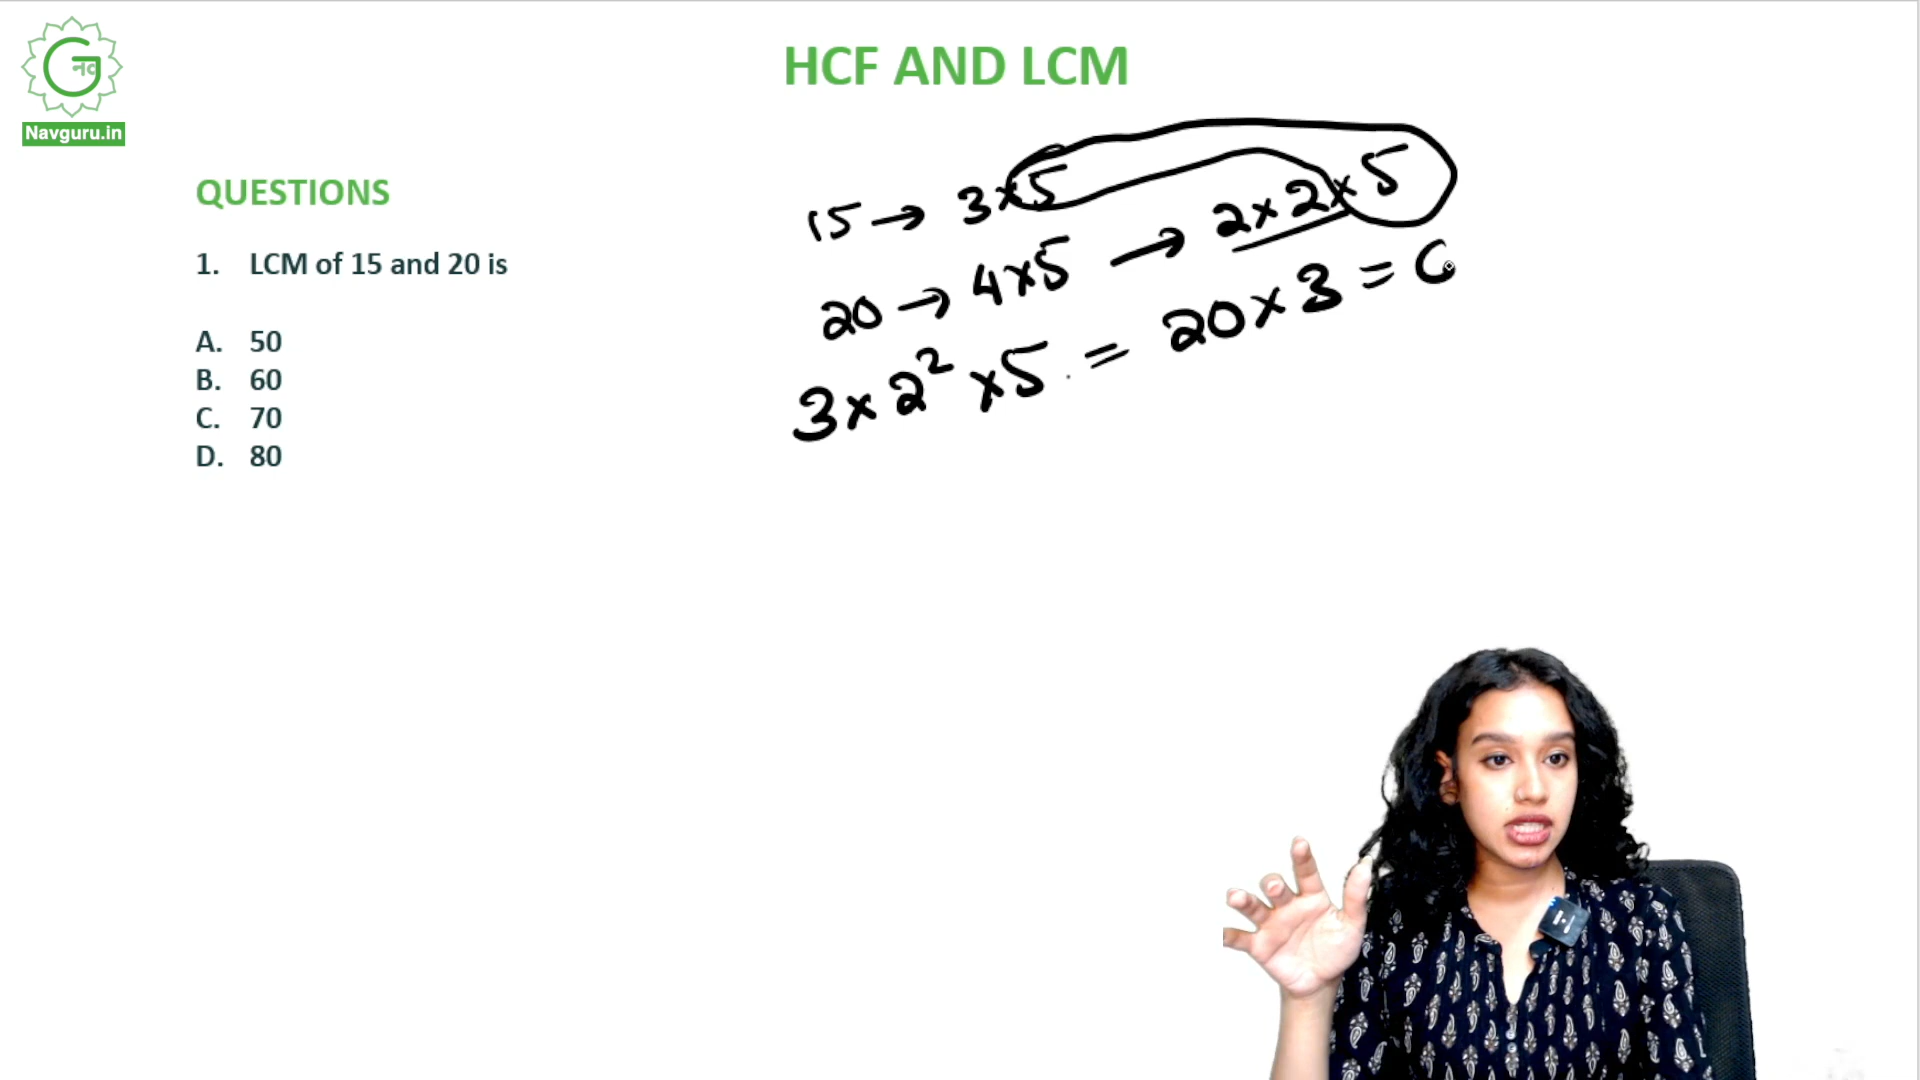 नव
Navguru.in
HCF AND LCM
QUESTIONS
1. LCM of 15 and 20 is
A. 50
B. 60
C. 70
D. 80
15 → 3×5
20 → 4×5 → 2×2×5
3×2² ×5 = 20×3 = 6